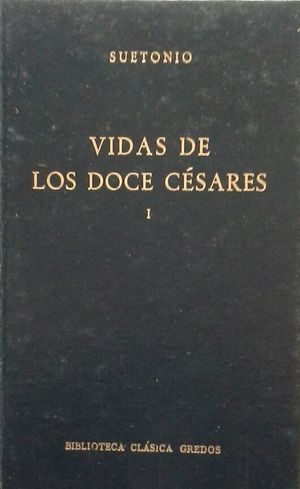 SUETONIO
VIDAS DE
LOS DOCE CÉSARES
I
BIBLIOTECA CLÁSICA GREDOS